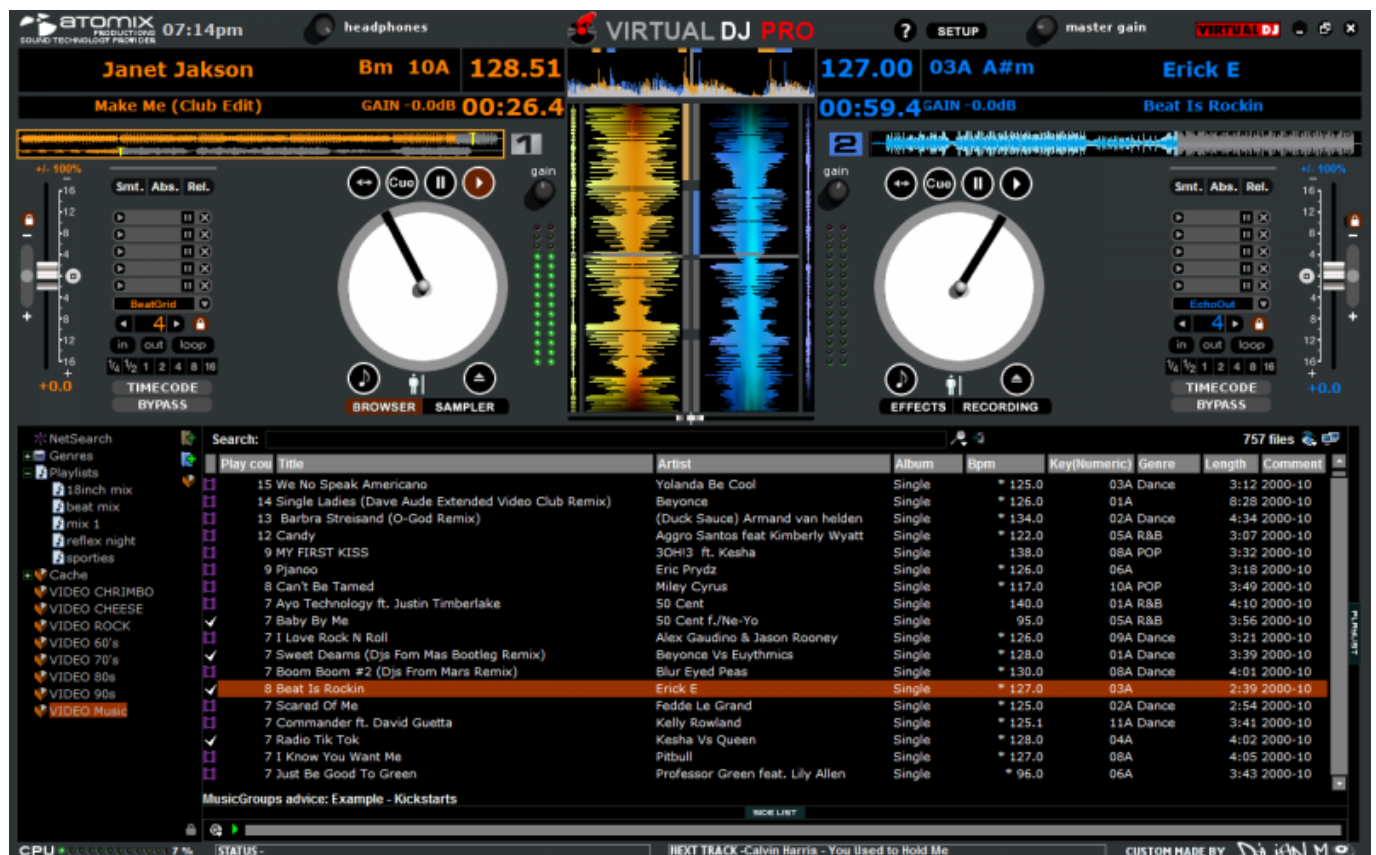 ATOMIX
PRODUCTIONS
SOUND TECHNOLOGY PROVIDER
07:14pm
headphones
VIRTUAL DJ PRO
? SETUP
master gain
VIRTUAL DJ
Janet Jakson Bm 10A 128.51
127.00 03A A#m Erick E
Make Me (Club Edit) GAIN -0.0dB 00:26.4
00:59.4 GAIN -0.0dB Beat Is Rockin
1
2
+/- 100%
Smt. Abs. Rel.
Cue
gain
gain
Cue
Smt. Abs. Rel.
+/- 100%
16
12
8
4
4
8
12
16
+0.0
BeatGrid
4
in out loop
1/4 1/2 1 2 4 8 16
TIMECODE
BYPASS
BROWSER SAMPLER
EFFECTS RECORDING
16
12
8
4
4
8
12
16
+0.0
EchoOut
4
in out loop
1/4 1/2 1 2 4 8 16
TIMECODE
BYPASS
NetSearch
Genres
Playlists
18inch mix
beat mix
mix 1
reflex night
sporties
Cache
VIDEO CHRIMBO
VIDEO CHEESE
VIDEO ROCK
VIDEO 60's
VIDEO 70's
VIDEO 80s
VIDEO 90s
VIDEO Music
Search: 757 files
Play cou Title Artist Album Bpm Key(Numeric) Genre Length Comment
15 We No Speak Americano Yolanda Be Cool Single * 125.0 03A Dance 3:12 2000-10
14 Single Ladies (Dave Aude Extended Video Club Remix) Beyonce Single * 126.0 01A 8:28 2000-10
13 Barbra Streisand (O-God Remix) (Duck Sauce) Armand van helden Single * 134.0 02A Dance 4:34 2000-10
12 Candy Aggro Santos feat Kimberly Wyatt Single * 122.0 05A R&B 3:07 2000-10
9 MY FIRST KISS 3OH!3 ft. Kesha Single 138.0 08A POP 3:32 2000-10
9 Pjanoo Eric Prydz Single * 126.0 06A 3:18 2000-10
8 Can't Be Tamed Miley Cyrus Single * 117.0 10A POP 3:49 2000-10
7 Ayo Technology ft. Justin Timberlake 50 Cent Single 140.0 01A R&B 4:10 2000-10
7 Baby By Me 50 Cent f./Ne-Yo Single 95.0 05A R&B 3:56 2000-10
7 I Love Rock N Roll Alex Gaudino & Jason Rooney Single * 126.0 09A Dance 3:21 2000-10
7 Sweet Deams (Djs Fom Mas Bootleg Remix) Beyonce Vs Euythmics Single * 128.0 01A Dance 3:39 2000-10
7 Boom Boom #2 (Djs From Mars Remix) Blur Eyed Peas Single * 130.0 08A Dance 4:01 2000-10
8 Beat Is Rockin Erick E Single * 127.0 03A 2:39 2000-10
7 Scared Of Me Fedde Le Grand Single * 125.0 02A Dance 2:54 2000-10
7 Commander ft. David Guetta Kelly Rowland Single * 125.1 11A Dance 3:41 2000-10
7 Radio Tik Tok Kesha Vs Queen Single * 128.0 04A 4:02 2000-10
7 I Know You Want Me Pitbull Single * 127.0 08A 4:05 2000-10
7 Just Be Good To Green Professor Green feat. Lily Allen Single * 96.0 06A 3:43 2000-10
PLAYLIST
MusicGroups advice: Example - Kickstarts
SIDE LIST
CPU 7 % STATUS - NEXT TRACK -Calvin Harris - You Used to Hold Me CUSTOM MADE BY Dj iAN M